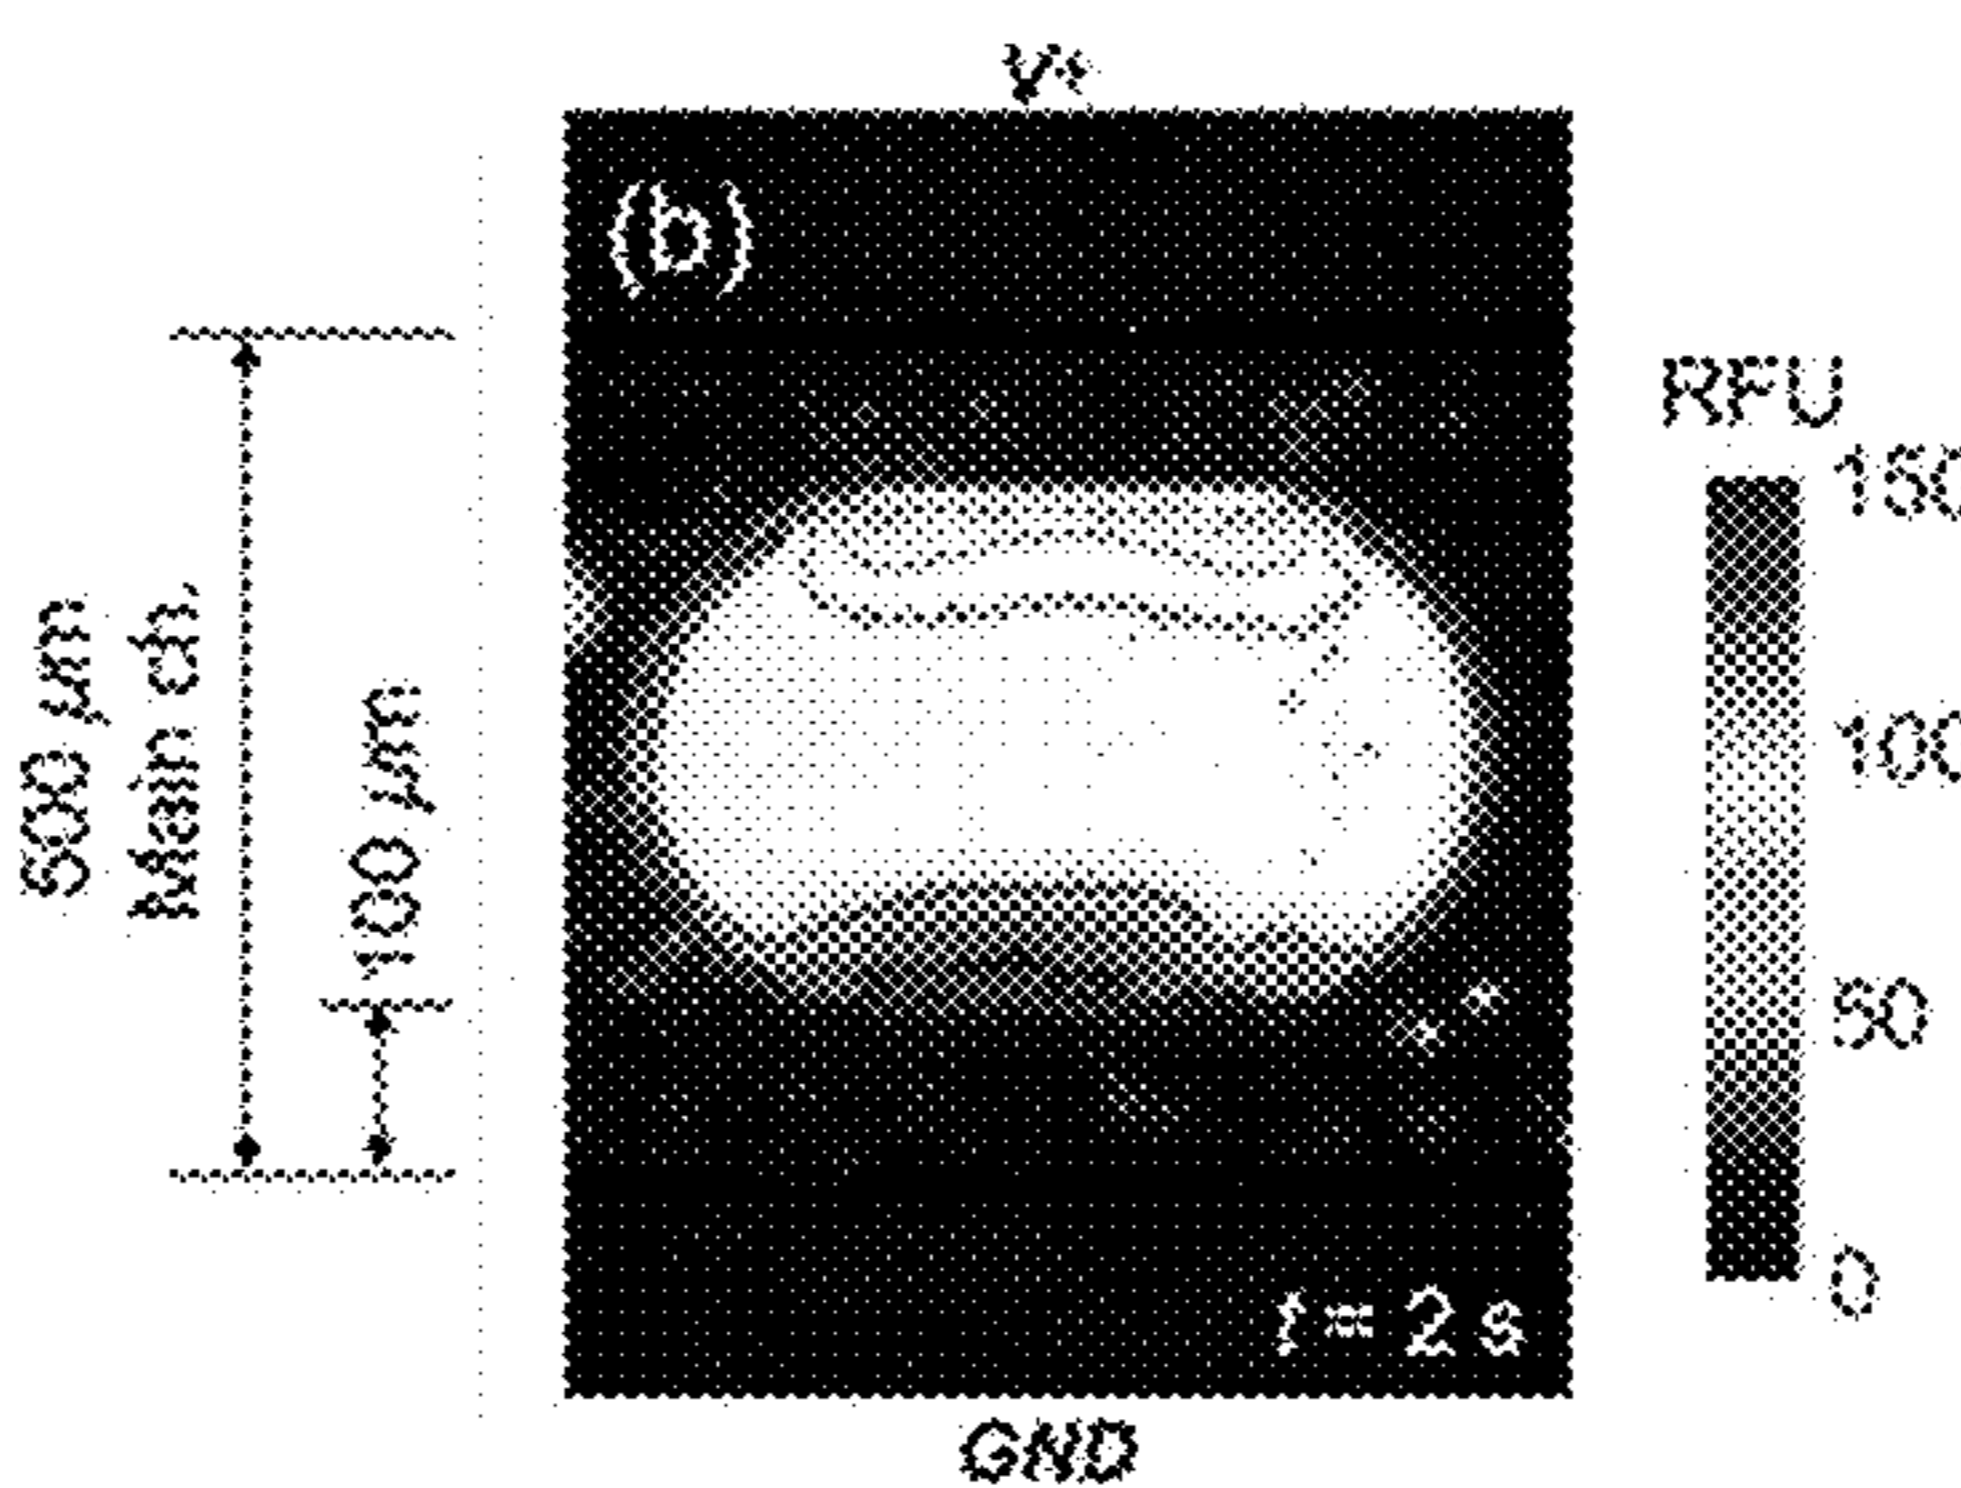 V+
(b)
500 μm
Main ch.
100 μm
RFU
150
100
50
0
t = 2 s
GND